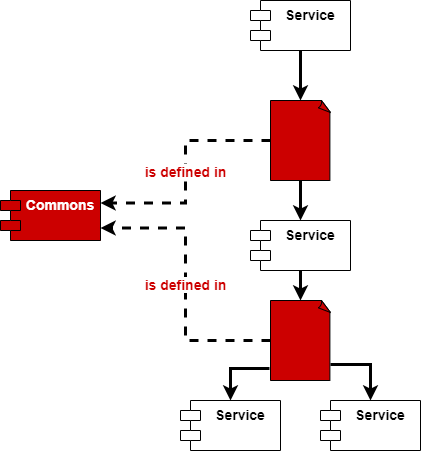 Service
is defined in
Commons
Service
is defined in
Service
Service